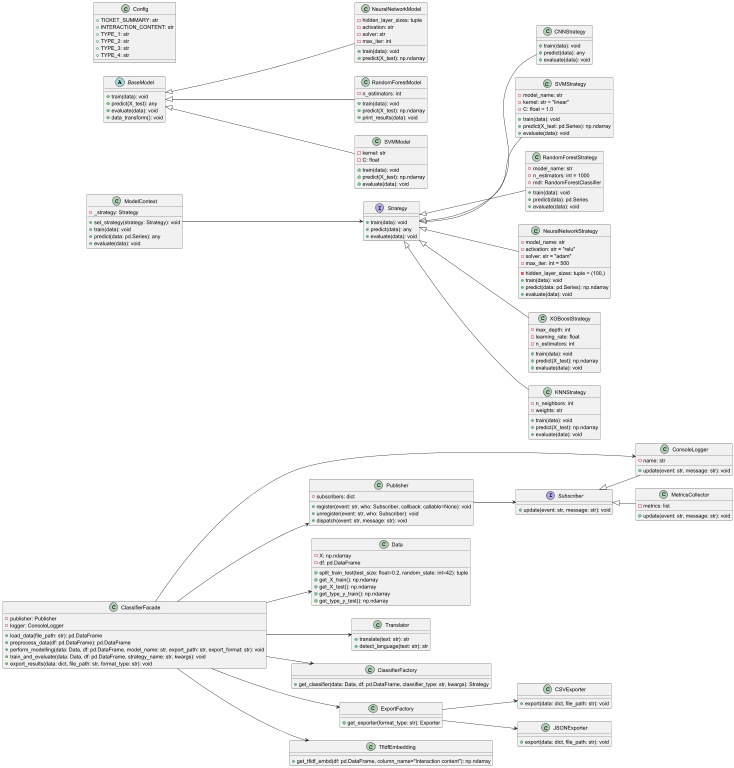 Config
TICKET_SUMMARY: str
INTERACTION_CONTENT: str
TYPE_1: str
TYPE_2: str
TYPE_3: str
TYPE_4: str
BaseModel
train(data): void
predict(X_test): any
evaluate(data): void
data_transform(): void
NeuralNetworkModel
hidden_layer_sizes: tuple
activation: str
solver: str
max_iter: int
train(data): void
predict(X_test): np.ndarray
RandomForestModel
n_estimators: int
train(data): void
predict(X_test): np.ndarray
print_results(data): void
SVMModel
kernel: str
C: float
train(data): void
predict(X_test): np.ndarray
evaluate(data): void
ModelContext
_strategy: Strategy
set_strategy(strategy: Strategy): void
train(data): void
predict(data: pd.Series): any
evaluate(data): void
Strategy
train(data): void
predict(data): any
evaluate(data): void
CNNStrategy
train(data): void
predict(data): any
evaluate(data): void
SVMStrategy
model_name: str
kernel: str = "linear"
C: float = 1.0
train(data): void
predict(X_test: pd.Series): np.ndarray
evaluate(data): void
RandomForestStrategy
model_name: str
n_estimators: int = 1000
mdl: RandomForestClassifier
train(data): void
predict(data): pd.Series
evaluate(data): void
NeuralNetworkStrategy
model_name: str
activation: str = "relu"
solver: str = "adam"
max_iter: int = 500
hidden_layer_sizes: tuple = (100,)
train(data): void
predict(data: pd.Series): np.ndarray
evaluate(data): void
XGBoostStrategy
max_depth: int
learning_rate: float
n_estimators: int
train(data): void
predict(X_test): np.ndarray
evaluate(data): void
KNNStrategy
n_neighbors: int
weights: str
train(data): void
predict(X_test): np.ndarray
evaluate(data): void
ConsoleLogger
name: str
update(event: str, message: str): void
Publisher
subscribers: dict
register(event: str, who: Subscriber, callback: callable=None): void
unregister(event: str, who: Subscriber): void
dispatch(event: str, message: str): void
Subscriber
update(event: str, message: str): void
MetricsCollector
metrics: list
update(event: str, message: str): void
Data
X: np.ndarray
df: pd.DataFrame
split_train_test(test_size: float=0.2, random_state: int=42): tuple
get_X_train(): np.ndarray
get_X_test(): np.ndarray
get_type_y_train(): np.ndarray
get_type_y_test(): np.ndarray
ClassifierFacade
publisher: Publisher
logger: ConsoleLogger
load_data(file_path: str): pd.DataFrame
preprocess_data(df: pd.DataFrame): pd.DataFrame
perform_modelling(data: Data, df: pd.DataFrame, model_name: str, export_path: str, export_format: str): void
train_and_evaluate(data: Data, df: pd.DataFrame, strategy_name: str, kwargs): void
export_results(data: dict, file_path: str, format_type: str): void
Translator
translate(text: str): str
detect_language(text: str): str
ClassifierFactory
get_classifier(data: Data, df: pd.DataFrame, classifier_type: str, kwargs): Strategy
ExportFactory
get_exporter(format_type: str): Exporter
CSVExporter
export(data: dict, file_path: str): void
JSONExporter
export(data: dict, file_path: str): void
TfidfEmbedding
get_tfidf_embd(df: pd.DataFrame, column_name="Interaction content"): np.ndarray